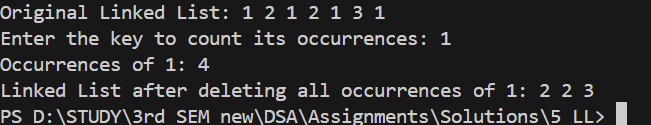 Original Linked List: 1 2 1 2 1 3 1
Enter the key to count its occurrences: 1
Occurrences of 1: 4
Linked List after deleting all occurrences of 1: 2 2 3
PS D:\STUDY\3rd SEM new\DSA\Assignments\Solutions\5 LL>